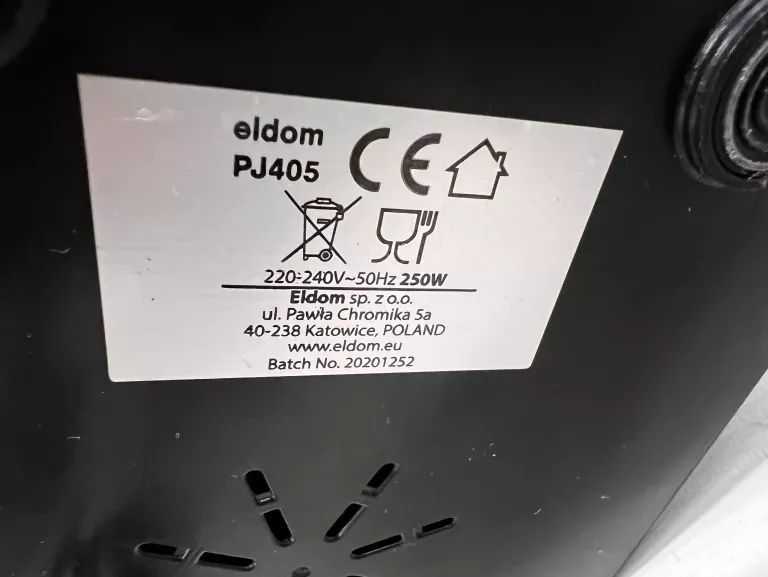 eldom
PJ405
CE
220-240V~50Hz 250W
Eldom sp. z o.o.
ul. Pawła Chromika 5a
40-238 Katowice, POLAND
www.eldom.eu
Batch No. 20201252